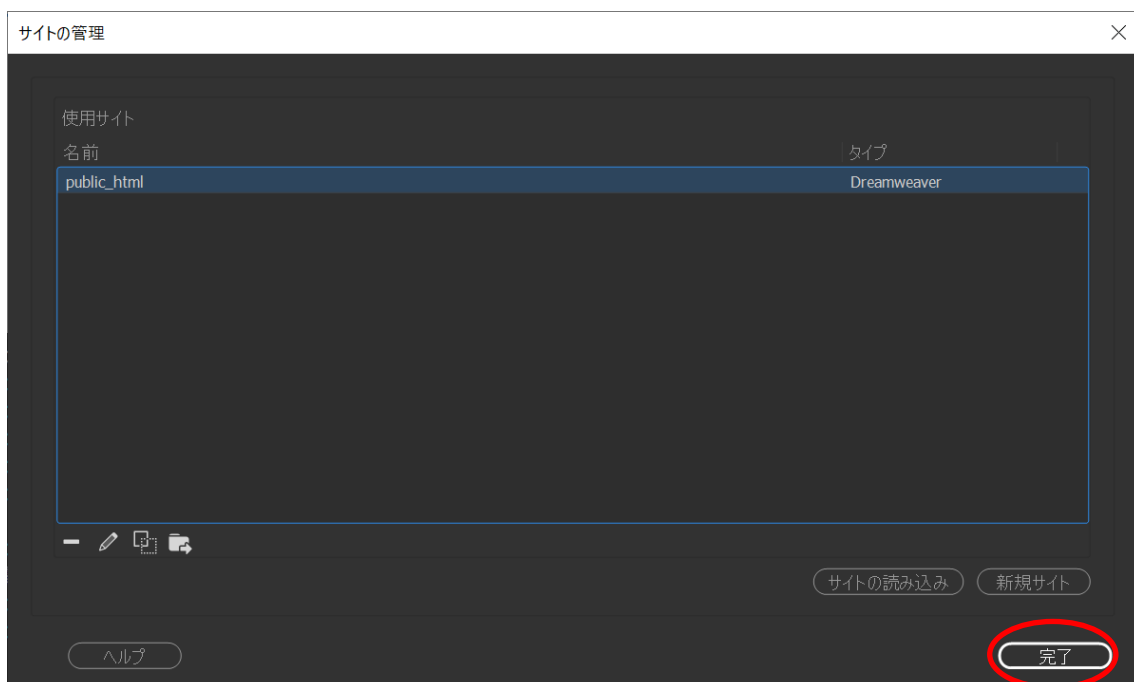 サイトの管理
使用サイト
名前 タイプ
public_html Dreamweaver
サイトの読み込み 新規サイト
ヘルプ 完了